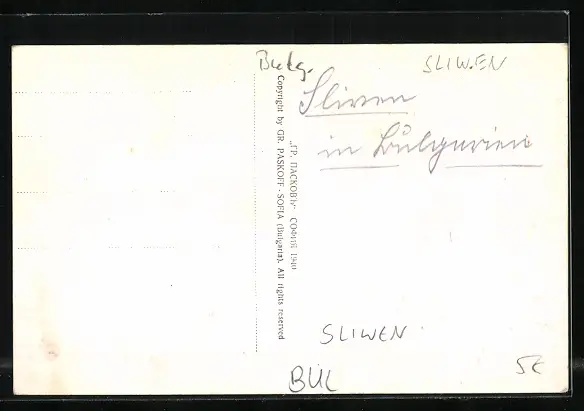 Bulg.
SLIWEN
Sliven
in Bulgarien
„ГР. ПАСКОВЪ“ СОФИЯ 1940
Copyright by GR. PASKOFF - SOFIA (Bulgaria). All rights reserved
SLIWEN
BUL
5€